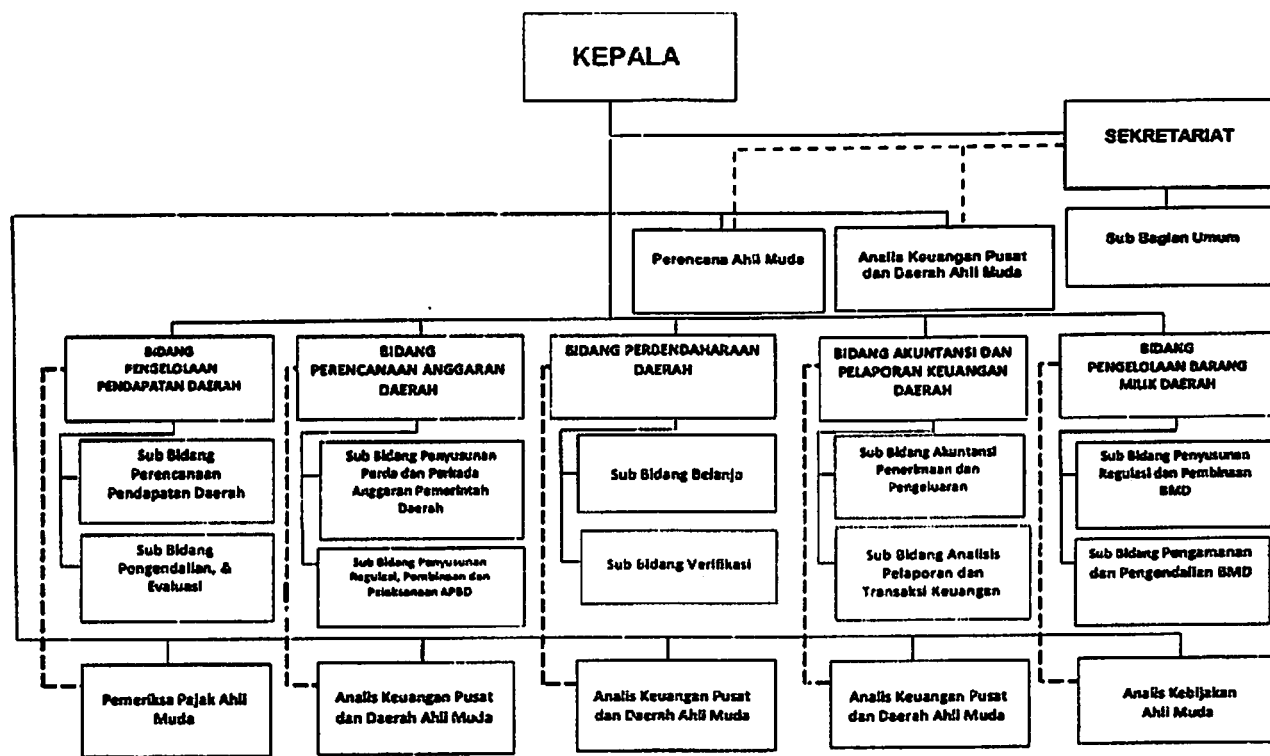 KEPALA
SEKRETARIAT
Sub Bagian Umum
Perencana Ahli Muda
Analis Keuangan Pusat
dan Daerah Ahli Muda
BIDANG
PENGELOLAAN
PENDAPATAN DAERAH
BIDANG
PERENCANAAN ANGGARAN
DAERAH
BIDANG PERBENDAHARAAN
DAERAH
BIDANG AKUNTANSI DAN
PELAPORAN KEUANGAN
DAERAH
BIDANG
PENGELOLAAN BARANG
MILIK DAERAH
Sub Bidang
Perencanaan
Pendapatan Daerah
Sub Bidang Penyusunan
Perda dan Perkada
Anggaran Pemerintah
Daerah
Sub Bidang Belanja
Sub Bidang Akuntansi
Penerimaan dan
Pengeluaran
Sub Bidang Penyusunan
Regulasi dan Pembinaan
BMD
Sub Bidang
Pengendalian, &
Evaluasi
Sub Bidang Penyusunan
Regulasi, Pembinaan dan
Pelaksanaan APBD
Sub Bidang Verifikasi
Sub Bidang Analisis
Pelaporan dan
Transaksi Keuangan
Sub Bidang Pengamanan
dan Pengendalian BMD
Pemeriksa Pajak Ahli
Muda
Analis Keuangan Pusat
dan Daerah Ahli Muda
Analis Keuangan Pusat
dan Daerah Ahli Muda
Analis Keuangan Pusat
dan Daerah Ahli Muda
Analis Kebijakan
Ahli Muda